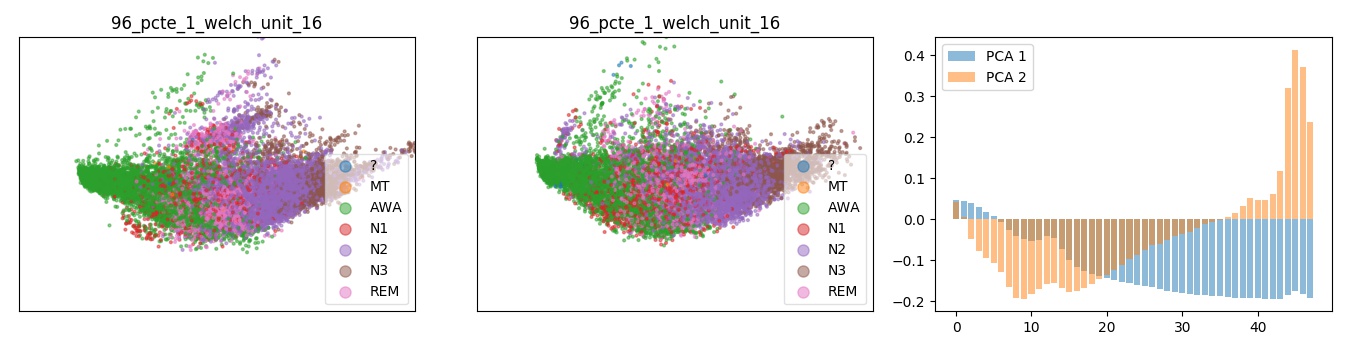 96_pcte_1_welch_unit_16
?
MT
AWA
N1
N2
N3
REM
96_pcte_1_welch_unit_16
?
MT
AWA
N1
N2
N3
REM
PCA 1
PCA 2
0.4
0.3
0.2
0.1
0.0
−0.1
−0.2
0 10 20 30 40